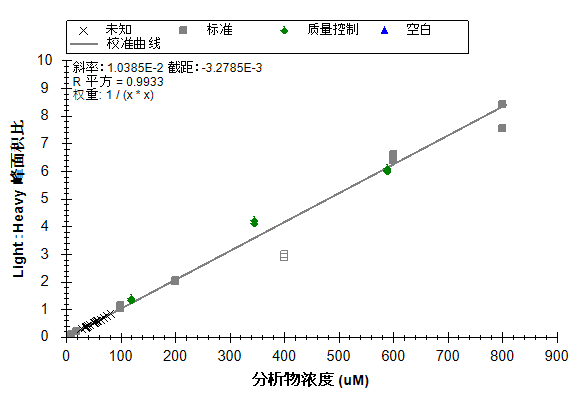 未知 标准 质量控制 空白
校准曲线
斜率: 1.0385E-2 截距: -3.2785E-3
R 平方 = 0.9933
权重: 1 / (x * x)
Light:Heavy 峰面积比
10
9
8
7
6
5
4
3
2
1
0
0 100 200 300 400 500 600 700 800 900
分析物浓度 (uM)